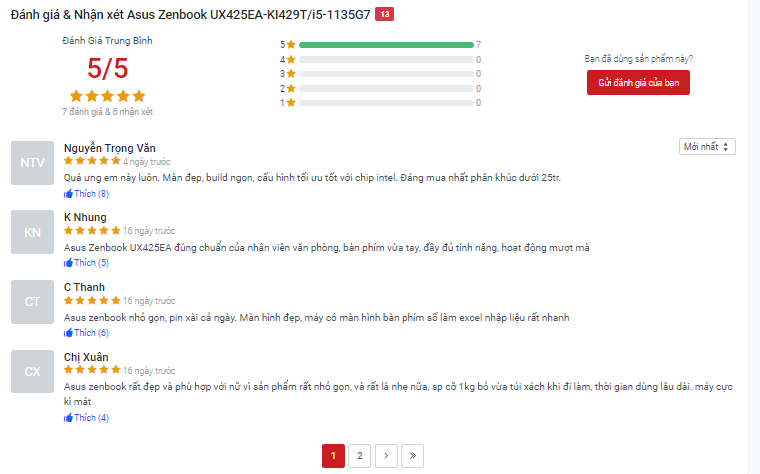 Đánh giá & Nhận xét Asus Zenbook UX425EA-KI429T/i5-1135G7 13
Đánh Giá Trung Bình
5/5
7 đánh giá & 6 nhận xét
5 7
4 0
3 0
2 0
1 0
Bạn đã dùng sản phẩm này?
Gửi đánh giá của bạn
Mới nhất
NTV
Nguyễn Trọng Văn
4 ngày trước
Quá ưng em này luôn. Màn đẹp, build ngon, cấu hình tối ưu tốt với chip intel. Đáng mua nhất phân khúc dưới 25tr.
Thích (8)
KN
K Nhung
16 ngày trước
Asus Zenbook UX425EA đúng chuẩn của nhân viên văn phòng, bàn phím vừa tay, đầy đủ tính năng, hoạt động mượt mà
Thích (5)
CT
C Thanh
16 ngày trước
Asus zenbook nhỏ gọn, pin xài cả ngày. Màn hình đẹp, máy có màn hình bàn phím số làm excel nhập liệu rất nhanh
Thích (6)
CX
Chị Xuân
16 ngày trước
Asus zenbook rất đẹp và phù hợp với nữ vì sản phẩm rất nhỏ gọn, và rất là nhẹ nữa, sp cỡ 1kg bỏ vừa túi xách khi đi làm, thời gian dùng lâu dài. máy cực
kì mát
Thích (4)
1 2 › »